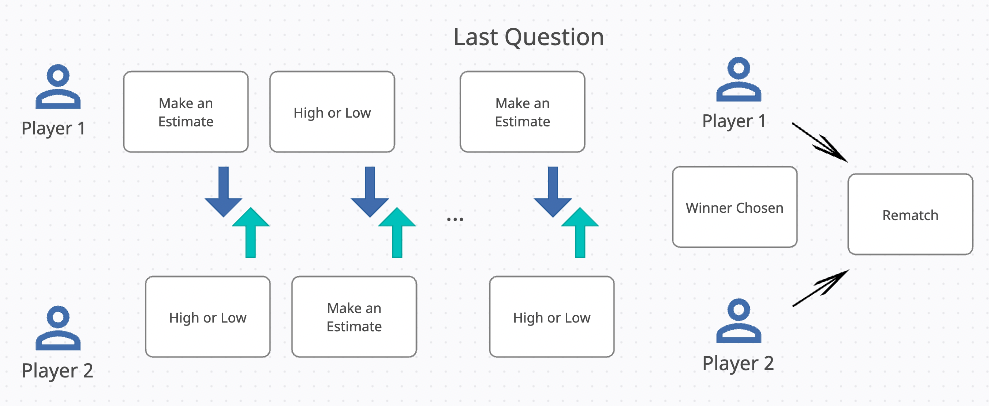 Last Question
Player 1
Make an
Estimate
High or Low
Make an
Estimate
Player 1
...
Winner Chosen
Rematch
Player 2
High or Low
Make an
Estimate
High or Low
Player 2